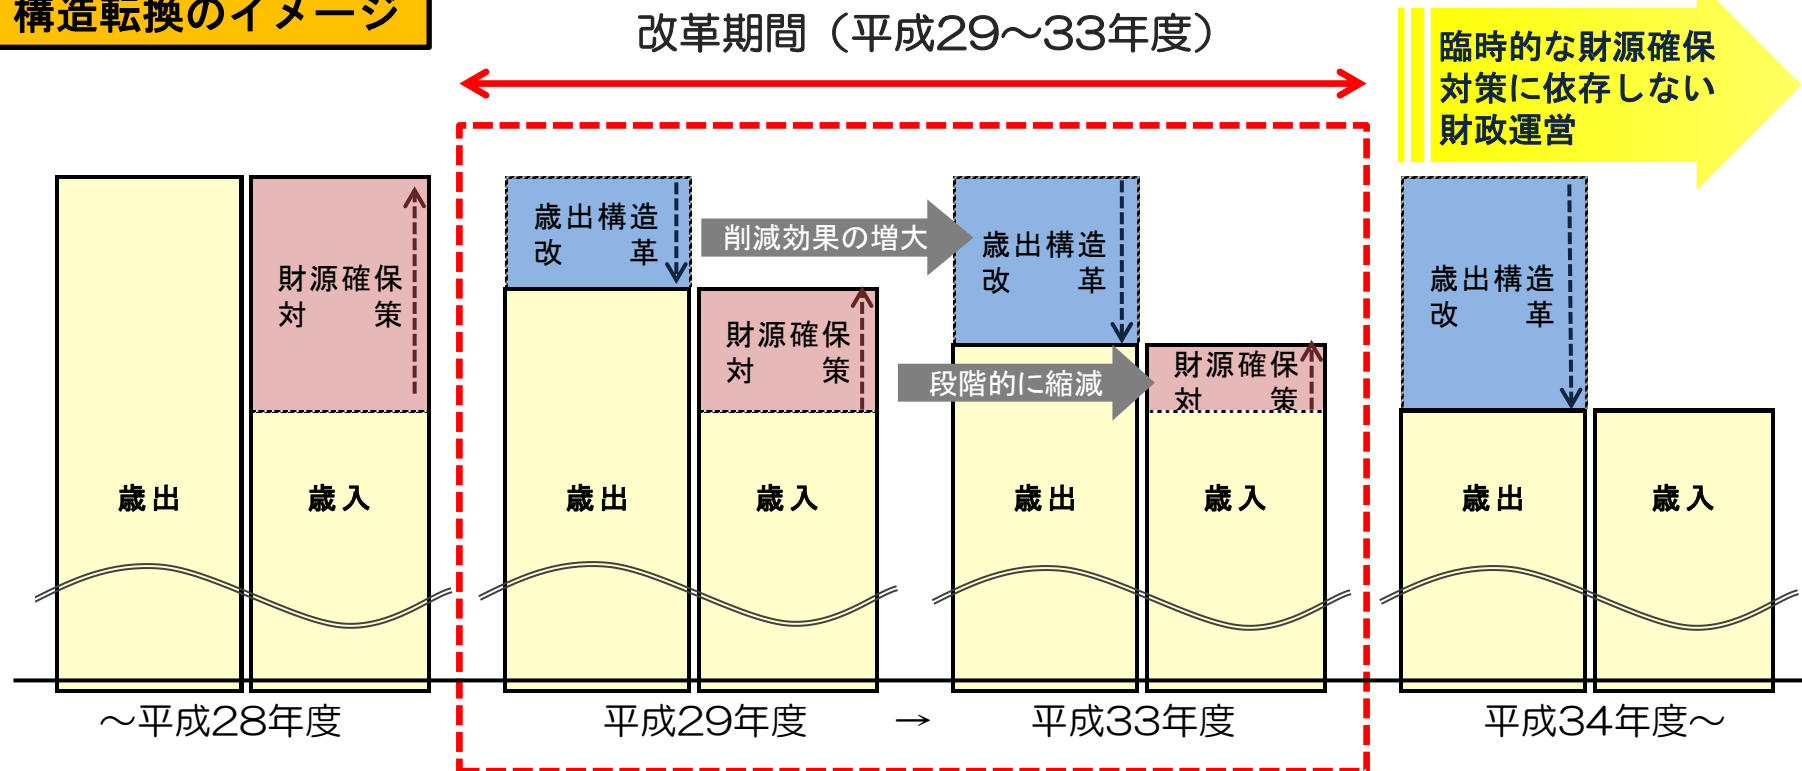 構造転換のイメージ
改革期間（平成29～33年度）
臨時的な財源確保
対策に依存しない
財政運営
財源確保
対策
歳出
歳入
歳出構造
改革
削減効果の増大
財源確保
対策
歳出
歳入
歳出構造
改革
段階的に縮減
財源確保
対策
歳出
歳入
歳出構造
改革
歳出
歳入
～平成28年度
平成29年度
→
平成33年度
平成34年度～